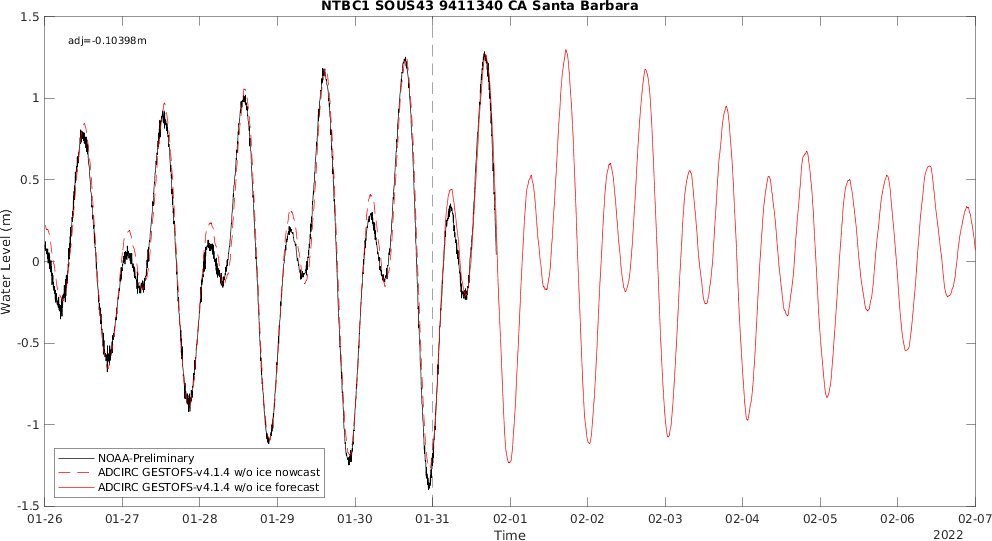 NTBC1 SOUS43 9411340 CA Santa Barbara
adj=-0.10398m
Water Level (m)
1.5
1
0.5
0
-0.5
-1
-1.5
NOAA-Preliminary
ADCIRC GESTOFS-v4.1.4 w/o ice nowcast
ADCIRC GESTOFS-v4.1.4 w/o ice forecast
01-26 01-27 01-28 01-29 01-30 01-31 02-01 02-02 02-03 02-04 02-05 02-06 02-07
Time
2022